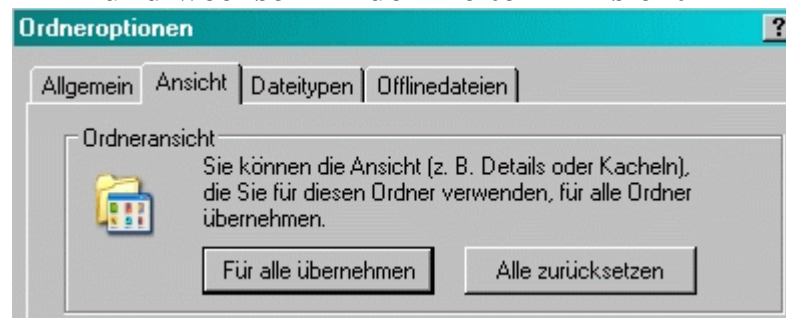 Ordneroptionen ?
Allgemein Ansicht Dateitypen Offlinedateien
Ordneransicht
Sie können die Ansicht (z. B. Details oder Kacheln),
die Sie für diesen Ordner verwenden, für alle Ordner
übernehmen.
Für alle übernehmen Alle zurücksetzen